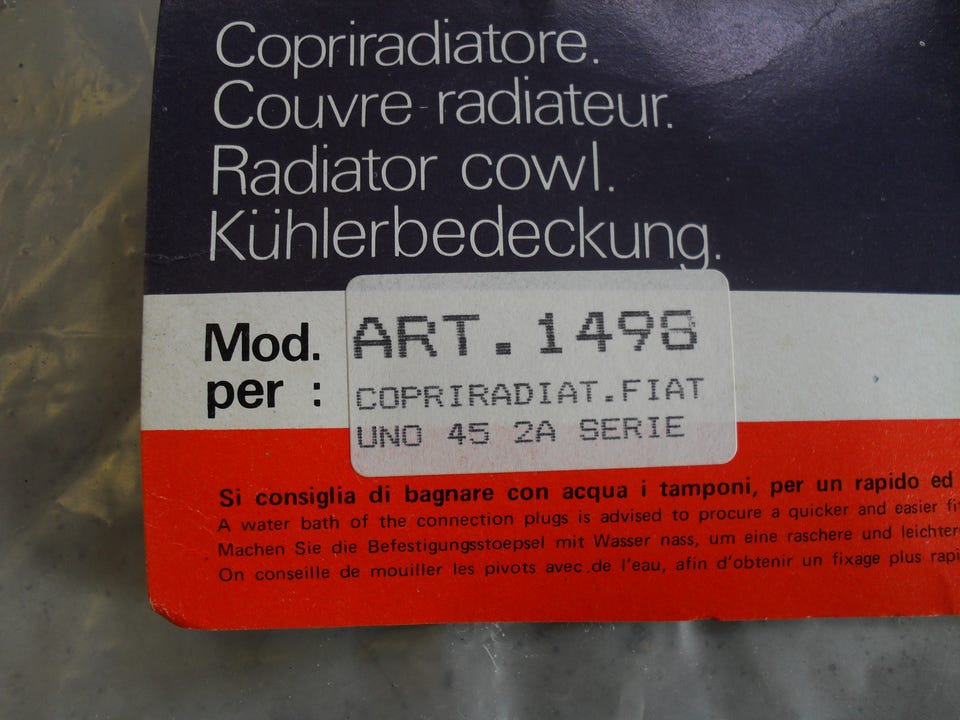 Copriradiatore.
Couvre-radiateur.
Radiator cowl.
Kühlerbedeckung.
Mod.
per :
ART. 1498
COPRIRADIAT.FIAT
UNO 45 2A SERIE
Si consiglia di bagnare con acqua i tamponi, per un rapido ed
A water bath of the connection plugs is advised to procure a quicker and easier
Machen Sie die Befestigungsstoepsel mit Wasser nass, um eine raschere und
On conseille de mouiller les pivots avec de l'eau, afin d'obtenir un fixage plus